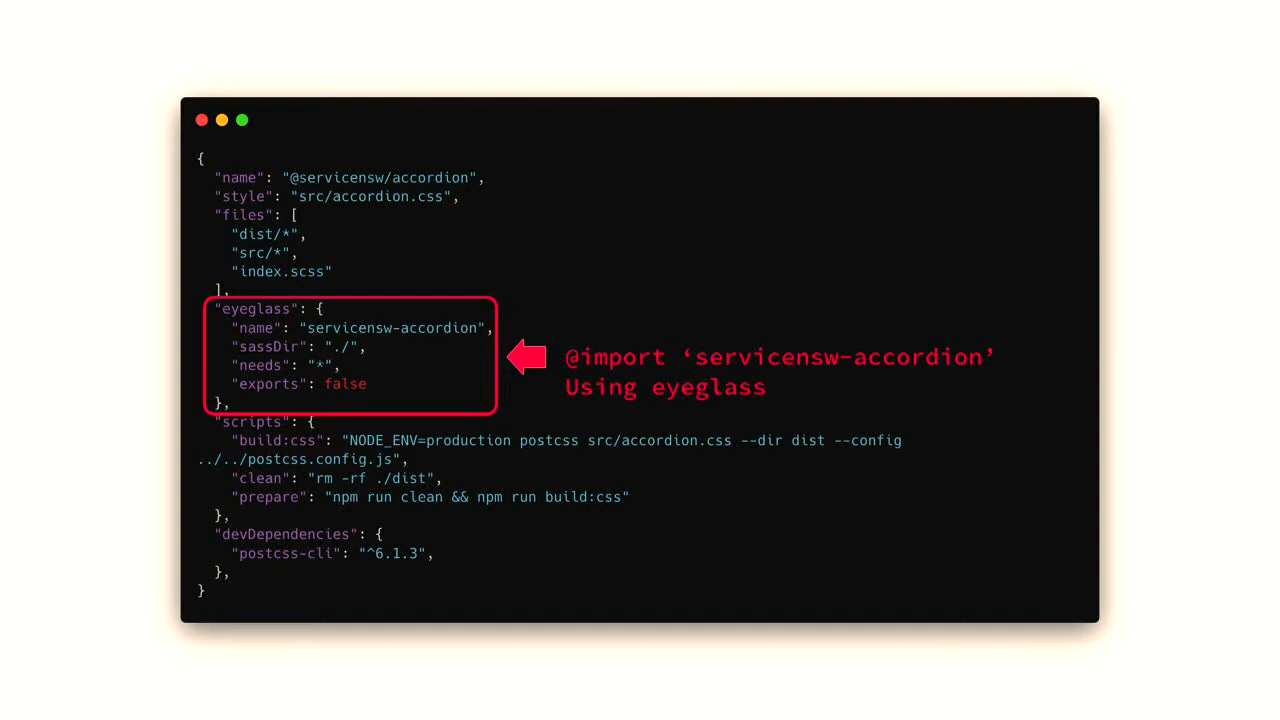 {
  "name": "@servicensw/accordion",
  "style": "src/accordion.css",
  "files": [
    "dist/*",
    "src/*",
    "index.scss"
  ],
  "eyeglass": {
    "name": "servicensw-accordion",
    "sassDir": "./",
    "needs": "*",
    "exports": false
  },
  "scripts": {
    "build:css": "NODE_ENV=production postcss src/accordion.css --dir dist --config
../../postcss.config.js",
    "clean": "rm -rf ./dist",
    "prepare": "npm run clean && npm run build:css"
  },
  "devDependencies": {
    "postcss-cli": "^6.1.3",
  },
}
@import ‘servicensw-accordion’
Using eyeglass